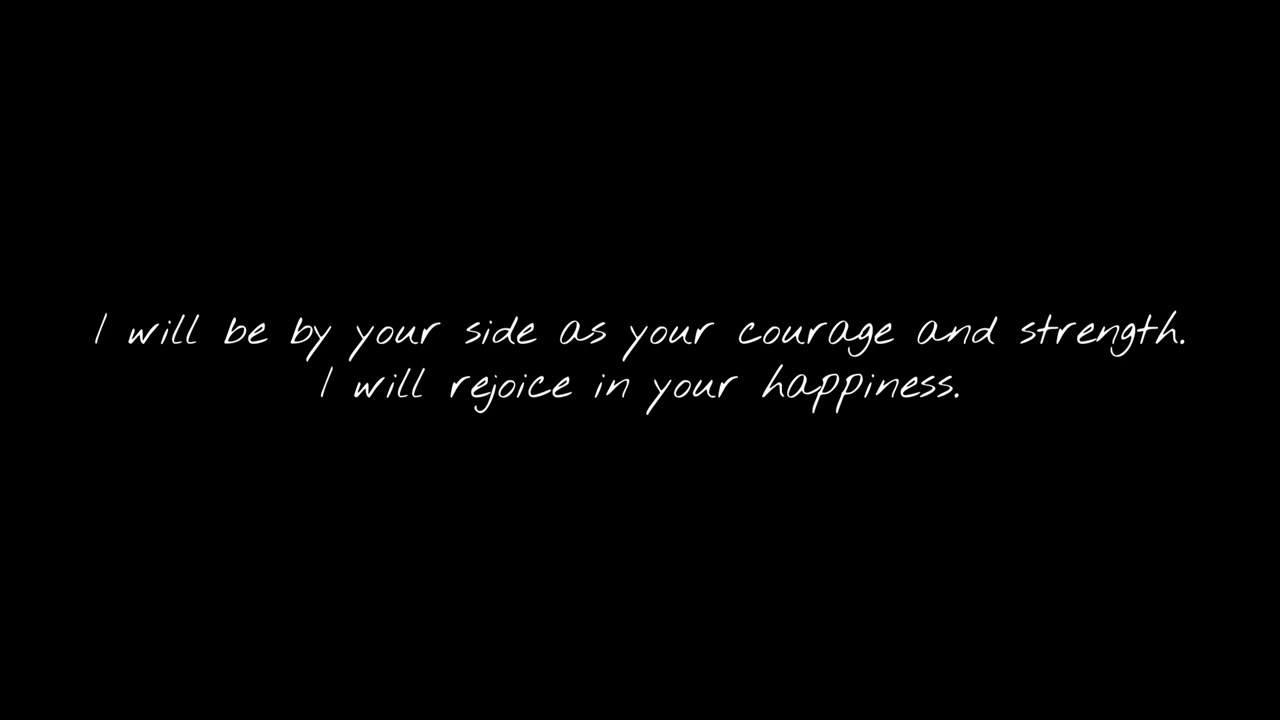 I will be by your side as your courage and strength.
I will rejoice in your happiness.